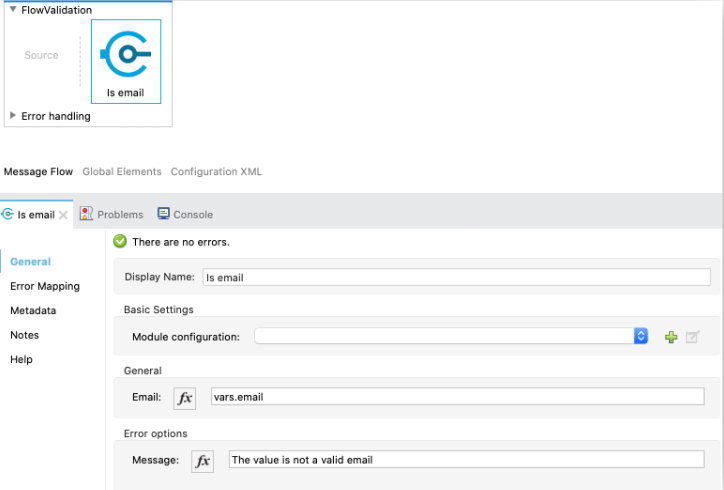 FlowValidation
Source
Is email
Error handling
Message Flow Global Elements Configuration XML
Is email Problems Console
There are no errors.
General
Error Mapping
Metadata
Notes
Help
Display Name: Is email
Basic Settings
Module configuration:
General
Email: fx vars.email
Error options
Message: fx The value is not a valid email